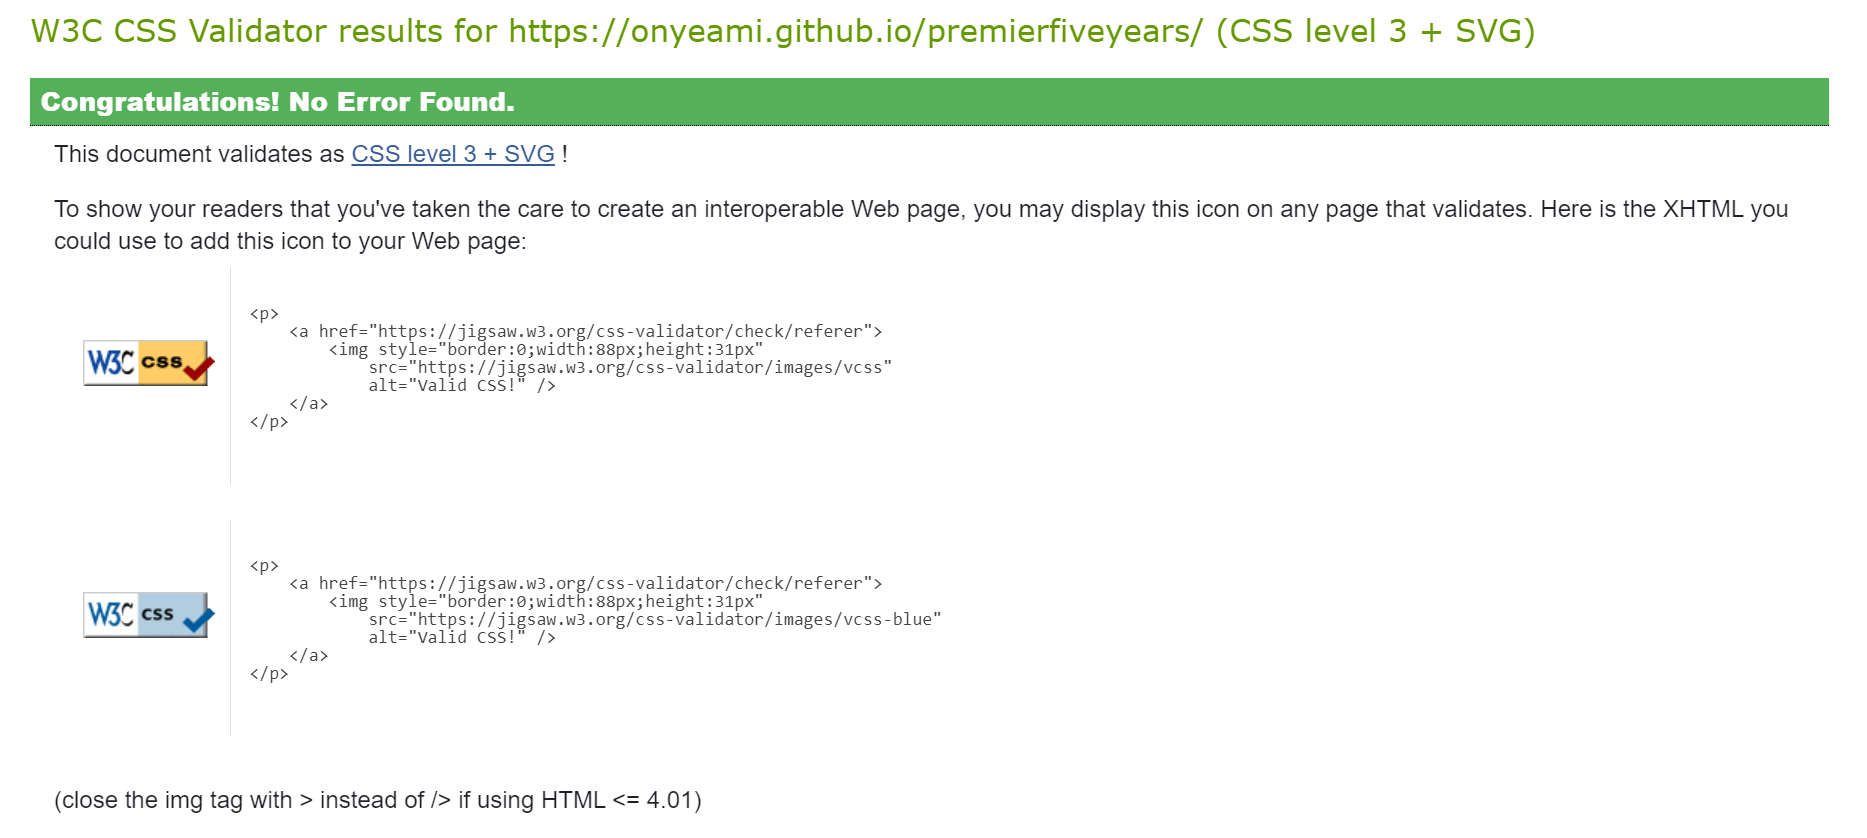 W3C CSS Validator results for https://onyeami.github.io/premierfiveyears/ (CSS level 3 + SVG)
Congratulations! No Error Found.
This document validates as CSS level 3 + SVG !
To show your readers that you've taken the care to create an interoperable Web page, you may display this icon on any page that validates. Here is the XHTML you
could use to add this icon to your Web page:
W3C css
<p>
    <a href="https://jigsaw.w3.org/css-validator/check/referer">
        <img style="border:0;width:88px;height:31px"
            src="https://jigsaw.w3.org/css-validator/images/vcss"
            alt="Valid CSS!" />
    </a>
</p>
W3C css
<p>
    <a href="https://jigsaw.w3.org/css-validator/check/referer">
        <img style="border:0;width:88px;height:31px"
            src="https://jigsaw.w3.org/css-validator/images/vcss-blue"
            alt="Valid CSS!" />
    </a>
</p>
(close the img tag with > instead of /> if using HTML <= 4.01)